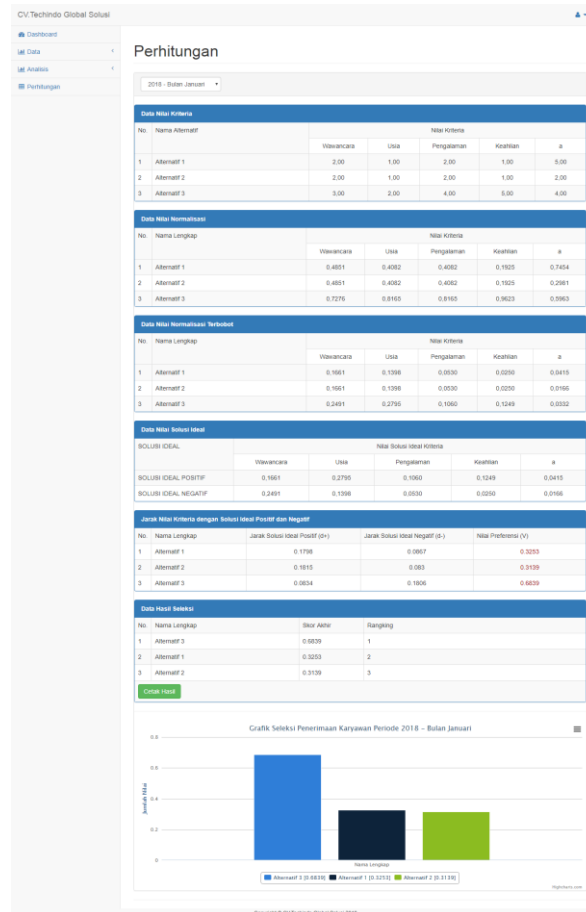 CV.Techindo Global Solusi
Dashboard
Data
Analisis
Perhitungan
Perhitungan
2018 - Bulan Januari
Data Nilai Kriteria
No. Nama Alternatif Nilai Kriteria
Wawancara Usia Pengalaman Keahlian a
1 Alternatif 1 2,00 1,00 2,00 1,00 5,00
2 Alternatif 2 2,00 1,00 2,00 1,00 2,00
3 Alternatif 3 3,00 2,00 4,00 5,00 4,00
Data Nilai Normalisasi
No. Nama Lengkap Nilai Kriteria
Wawancara Usia Pengalaman Keahlian a
1 Alternatif 1 0,4851 0,4082 0,4082 0,1925 0,7454
2 Alternatif 2 0,4851 0,4082 0,4082 0,1925 0,2981
3 Alternatif 3 0,7276 0,8165 0,8165 0,9623 0,5963
Data Nilai Normalisasi Terbobot
No. Nama Lengkap Nilai Kriteria
Wawancara Usia Pengalaman Keahlian a
1 Alternatif 1 0,1661 0,1398 0,0530 0,0250 0,0415
2 Alternatif 2 0,1661 0,1398 0,0530 0,0250 0,0166
3 Alternatif 3 0,2491 0,2795 0,1060 0,1249 0,0332
Data Nilai Solusi Ideal
SOLUSI IDEAL Nilai Solusi Ideal Kriteria
Wawancara Usia Pengalaman Keahlian a
SOLUSI IDEAL POSITIF 0,1661 0,2795 0,1060 0,1249 0,0415
SOLUSI IDEAL NEGATIF 0,2491 0,1398 0,0530 0,0250 0,0166
Jarak Nilai Kriteria dengan Solusi Ideal Positif dan Negatif
No. Nama Lengkap Jarak Solusi Ideal Positif (d+) Jarak Solusi Ideal Negatif (d-) Nilai Preferensi (V)
1 Alternatif 1 0.1798 0.0867 0.3253
2 Alternatif 2 0.1815 0.083 0.3139
3 Alternatif 3 0.0834 0.1806 0.6839
Data Hasil Seleksi
No. Nama Lengkap Skor Akhir Rangking
1 Alternatif 3 0.6839 1
2 Alternatif 1 0.3253 2
3 Alternatif 2 0.3139 3
Cetak Hasil
Grafik Seleksi Penerimaan Karyawan Periode 2018 – Bulan Januari
0.8
0.6
0.4
0.2
0
Jumlah Nilai
Nama Lengkap
Alternatif 3 [0.6839] Alternatif 1 [0.3253] Alternatif 2 [0.3139]
Highcharts.com